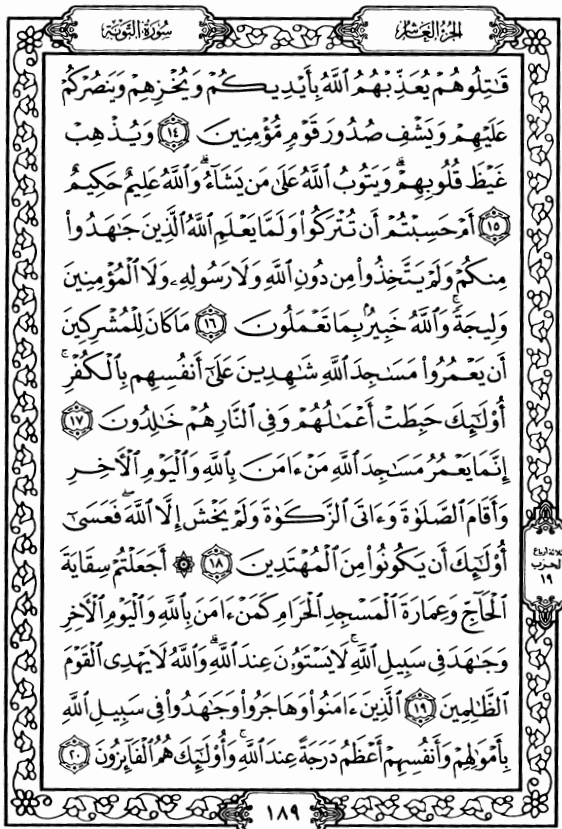 الجزء العاشر
سورة التوبة
قَٰتِلُوهُمْ يُعَذِّبْهُمُ ٱللَّهُ بِأَيْدِيكُمْ وَيُخْزِهِمْ وَيَنصُرْكُمْ
عَلَيْهِمْ وَيَشْفِ صُدُورَ قَوْمٍ مُّؤْمِنِينَ ١٤ وَيُذْهِبْ
غَيْظَ قُلُوبِهِمْ ۗ وَيَتُوبُ ٱللَّهُ عَلَىٰ مَن يَشَآءُ ۗ وَٱللَّهُ عَلِيمٌ حَكِيمٌ
١٥ أَمْ حَسِبْتُمْ أَن تُتْرَكُوا۟ وَلَمَّا يَعْلَمِ ٱللَّهُ ٱلَّذِينَ جَٰهَدُوا۟
مِنكُمْ وَلَمْ يَتَّخِذُوا۟ مِن دُونِ ٱللَّهِ وَلَا رَسُولِهِۦ وَلَا ٱلْمُؤْمِنِينَ
وَلِيجَةً ۚ وَٱللَّهُ خَبِيرٌۢ بِمَا تَعْمَلُونَ ١٦ مَا كَانَ لِلْمُشْرِكِينَ
أَن يَعْمُرُوا۟ مَسَٰجِدَ ٱللَّهِ شَٰهِدِينَ عَلَىٰٓ أَنفُسِهِم بِٱلْكُفْرِ ۚ
أُو۟لَٰٓئِكَ حَبِطَتْ أَعْمَٰلُهُمْ وَفِى ٱلنَّارِ هُمْ خَٰلِدُونَ ١٧
إِنَّمَا يَعْمُرُ مَسَٰجِدَ ٱللَّهِ مَنْ ءَامَنَ بِٱللَّهِ وَٱلْيَوْمِ ٱلْءَاخِرِ
وَأَقَامَ ٱلصَّلَوٰةَ وَءَاتَى ٱلزَّكَوٰةَ وَلَمْ يَخْشَ إِلَّا ٱللَّهَ ۖ فَعَسَىٰٓ
أُو۟لَٰٓئِكَ أَن يَكُونُوا۟ مِنَ ٱلْمُهْتَدِينَ ١٨ ۞ أَجَعَلْتُمْ سِقَايَةَ
ٱلْحَآجِّ وَعِمَارَةَ ٱلْمَسْجِدِ ٱلْحَرَامِ كَمَنْ ءَامَنَ بِٱللَّهِ وَٱلْيَوْمِ ٱلْءَاخِرِ
وَجَٰهَدَ فِى سَبِيلِ ٱللَّهِ ۚ لَا يَسْتَوُۥنَ عِندَ ٱللَّهِ ۗ وَٱللَّهُ لَا يَهْدِى ٱلْقَوْمَ
ٱلظَّٰلِمِينَ ١٩ ٱلَّذِينَ ءَامَنُوا۟ وَهَاجَرُوا۟ وَجَٰهَدُوا۟ فِى سَبِيلِ ٱللَّهِ
بِأَمْوَٰلِهِمْ وَأَنفُسِهِمْ أَعْظَمُ دَرَجَةً عِندَ ٱللَّهِ ۚ وَأُو۟لَٰٓئِكَ هُمُ ٱلْفَآئِزُونَ ٢٠
ثلاثة أرباع
الحزب
١٩
١٨٩